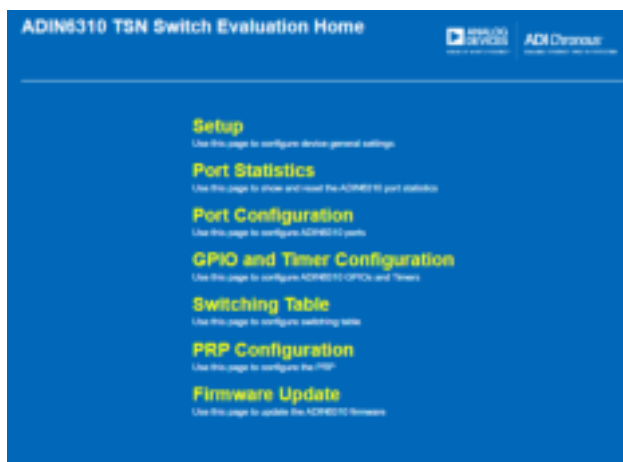 ADIN6310 TSN Switch Evaluation Home
ANALOG DEVICES
ADI Chronous
Setup
Use this page to configure device general settings
Port Statistics
Use this page to show and reset the ADIN6310 port statistics
Port Configuration
Use this page to configure ADIN6310 ports
GPIO and Timer Configuration
Use this page to configure ADIN6310 GPIOs and Timers
Switching Table
Use this page to configure switching table
PRP Configuration
Use this page to configure the PRP
Firmware Update
Use this page to update the ADIN6310 firmware